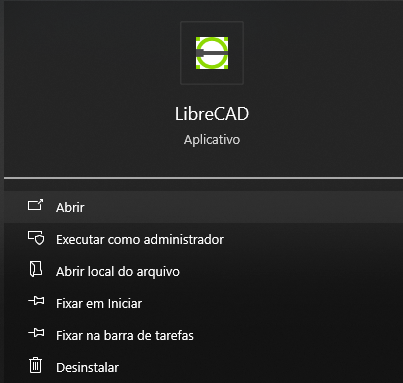 LibreCAD
Aplicativo
Abrir
Executar como administrador
Abrir local do arquivo
Fixar em Iniciar
Fixar na barra de tarefas
Desinstalar